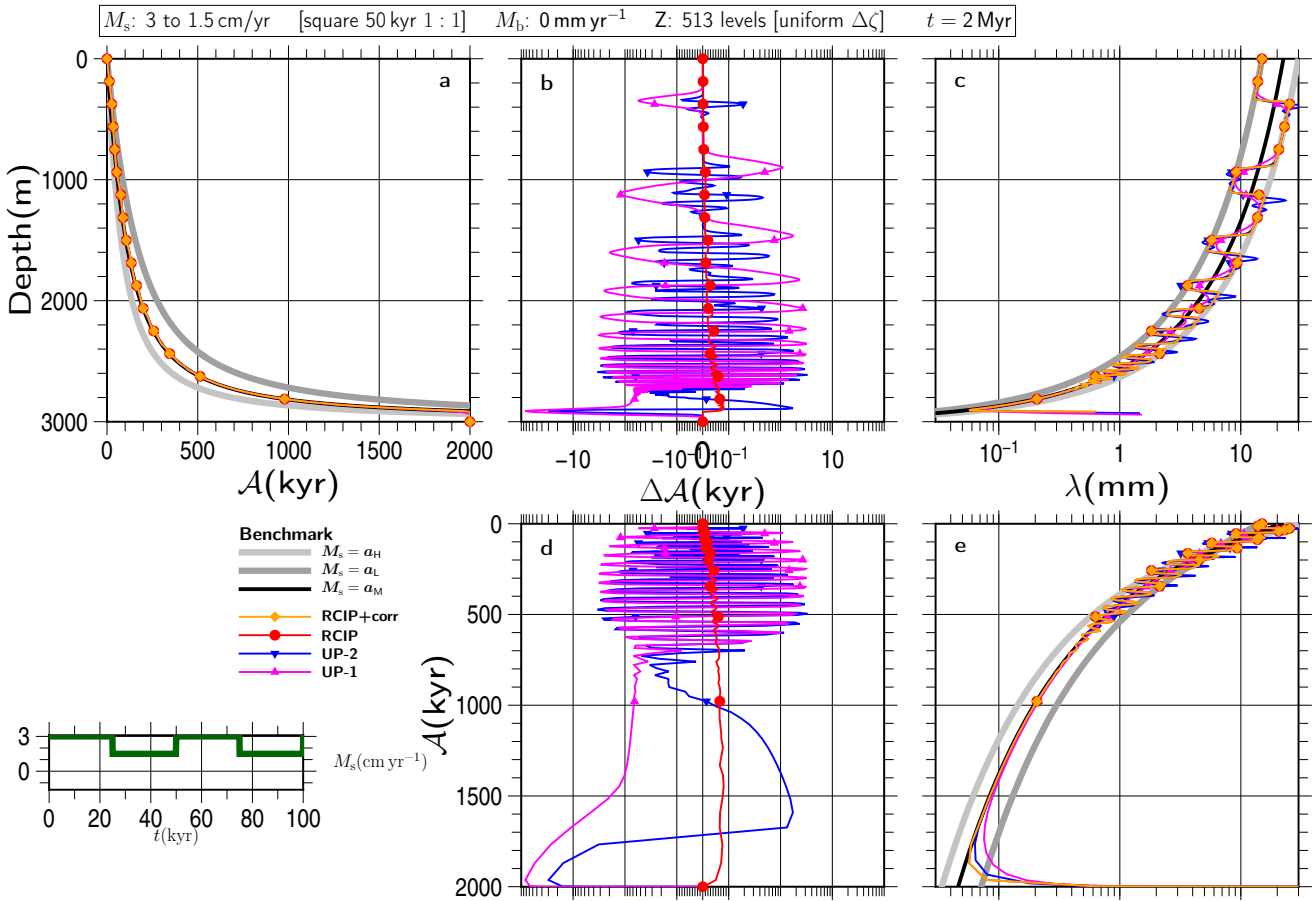 Mₛ: 3 to 1.5 cm/yr [square 50 kyr 1 : 1] M_b: 0 mm yr⁻¹ Z: 513 levels [uniform Δζ] t = 2 Myr
a b c
0
1000
2000
3000
Depth(m)
0 500 1000 1500 2000
−10 −10⁻¹ 0 10⁻¹ 10
10⁻¹ 1 10
𝒜(kyr) Δ𝒜(kyr) λ(mm)
Benchmark
Mₛ = a_H
Mₛ = a_L
Mₛ = a_M
RCIP+corr
RCIP
UP-2
UP-1
d e
0
500
1000
1500
2000
𝒜(kyr)
3
0
Mₛ(cm yr⁻¹)
0 20 40 60 80 100
t(kyr)